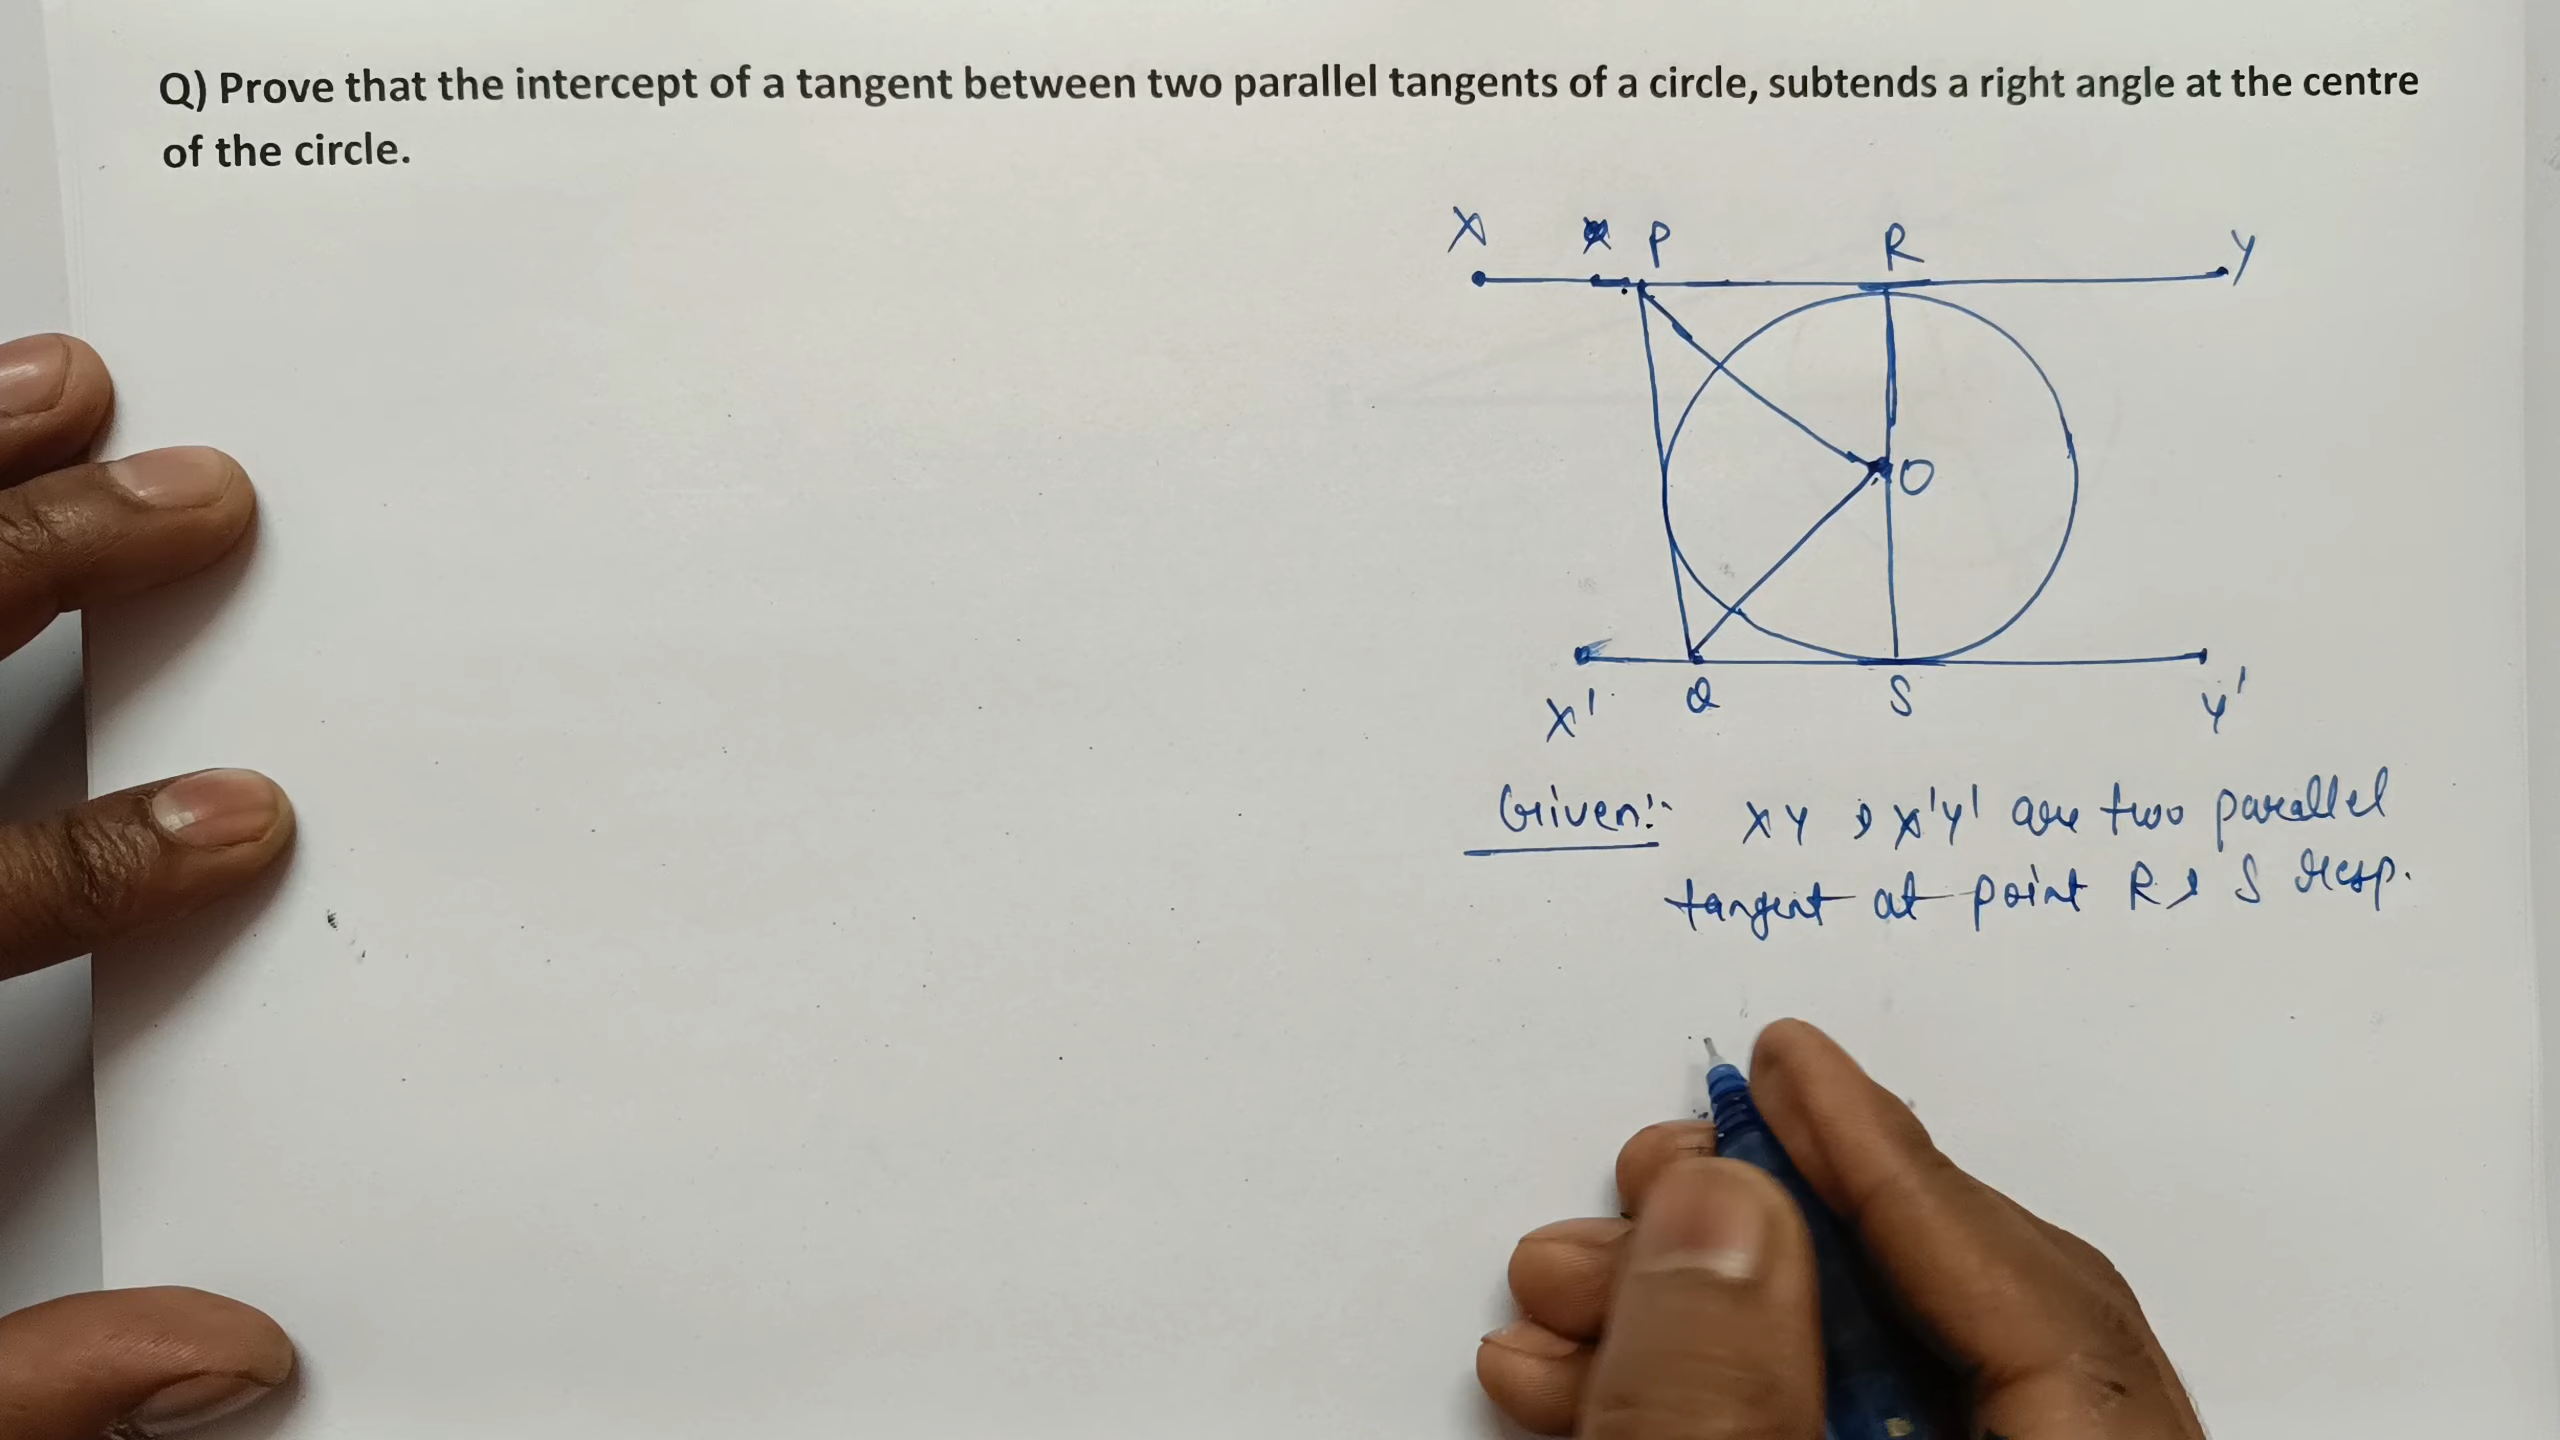 Q) Prove that the intercept of a tangent between two parallel tangents of a circle, subtends a right angle at the centre
of the circle.
X P R Y
O
X' Q S Y'
Given:- XY & X'Y' are two parallel
tangent at point R & S resp.